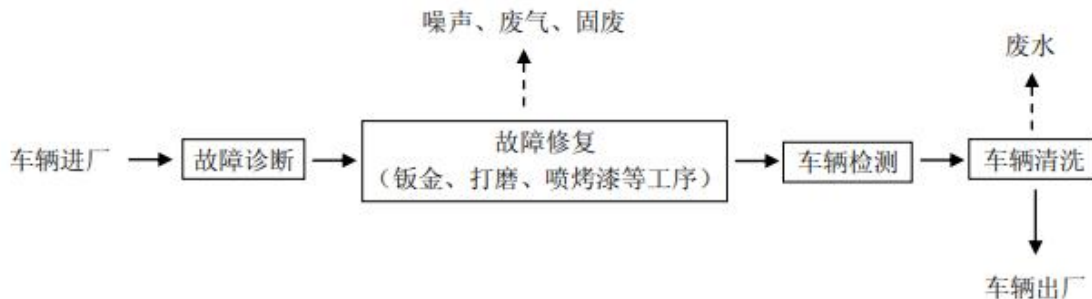 噪声、废气、固废
废水
车辆进厂
故障诊断
故障修复
（钣金、打磨、喷烤漆等工序）
车辆检测
车辆清洗
车辆出厂